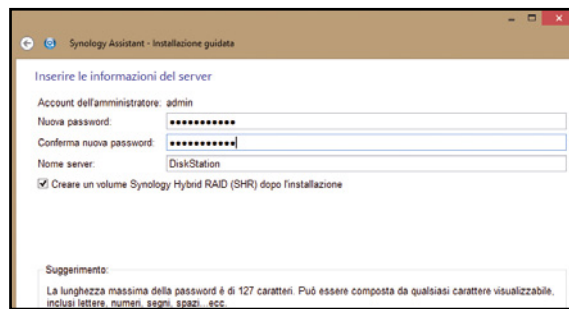 Synology Assistant - Installazione guidata
Inserire le informazioni del server
Account dell'amministratore: admin
Nuova password: ●●●●●●●●●●●
Conferma nuova password: ●●●●●●●●●●●
Nome server: DiskStation
Creare un volume Synology Hybrid RAID (SHR) dopo l'installazione
Suggerimento:
La lunghezza massima della password è di 127 caratteri. Può essere composta da qualsiasi carattere visualizzabile,
inclusi lettere, numeri, segni, spazi...ecc.